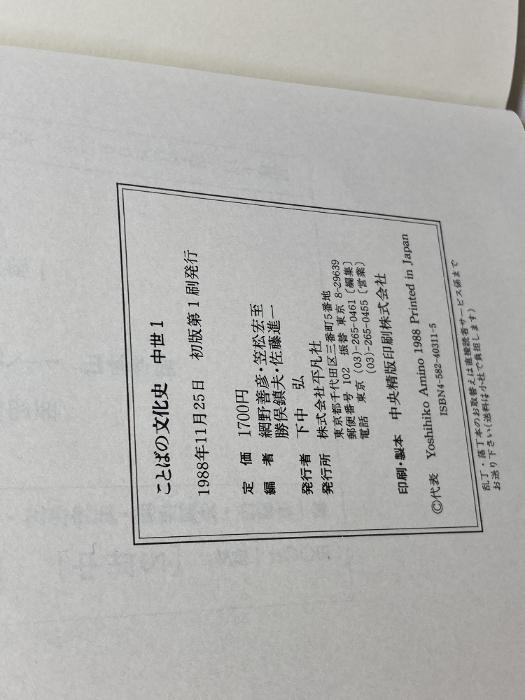 ことばの文化史 中世1
1988年11月25日 初版第1刷発行
定 価 1700円
編 者 網野善彦・笠松宏至
勝俣鎭夫・佐藤進一
発行者 下中 弘
発行所 株式会社平凡社
東京都千代田区三番町5番地
郵便番号 102 振替 東京 8-29639
電話 東京 (03)-265-0461〔編集〕
(03)-265-0455〔営業〕
印刷・製本 中央精版印刷株式会社
Ⓒ代表 Yoshihiko Amino 1988 Printed in Japan
ISBN4-582-40311-5
乱丁・落丁本のお取替えは直接読者サービス係まで
お送り下さい(送料は小社で負担します)